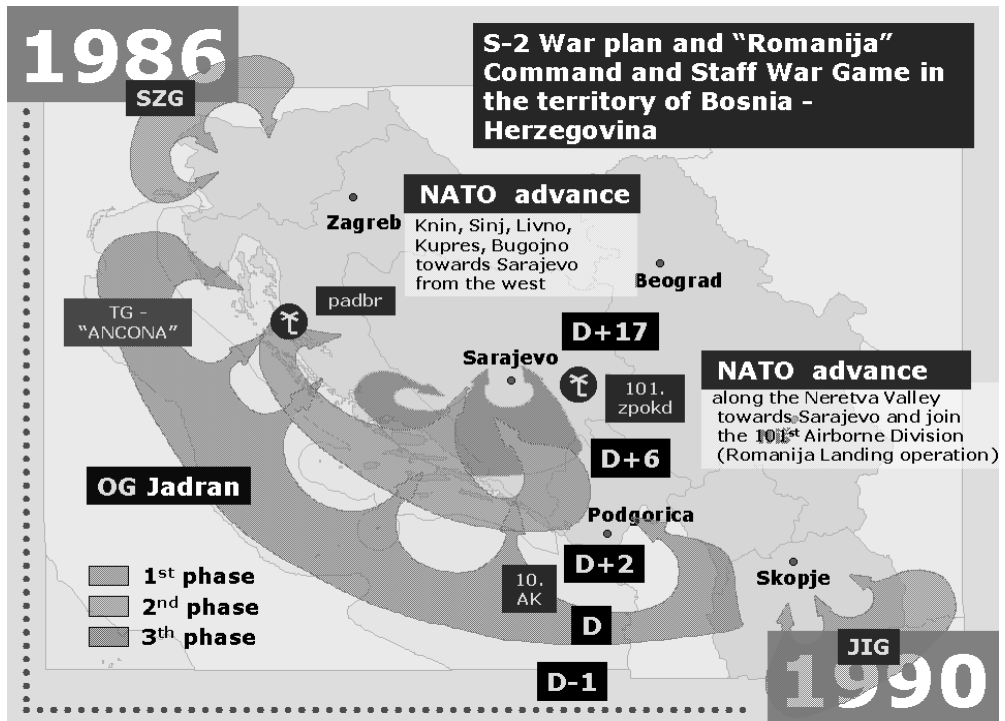 1986
SZG
S-2 War plan and “Romanija”
Command and Staff War Game in
the territory of Bosnia -
Herzegovina
NATO advance
Knin, Sinj, Livno,
Kupres, Bugojno
towards Sarajevo
from the west
Zagreb
Beograd
TG -
“ANCONA”
padbr
D+17
Sarajevo
101.
zpokd
NATO advance
along the Neretva Valley
towards Sarajevo and join
the 101st Airborne Division
(Romanija Landing operation)
D+6
OG Jadran
Podgorica
D+2
10.
AK
Skopje
1st phase
2nd phase
3th phase
D
JIG
D-1
1990